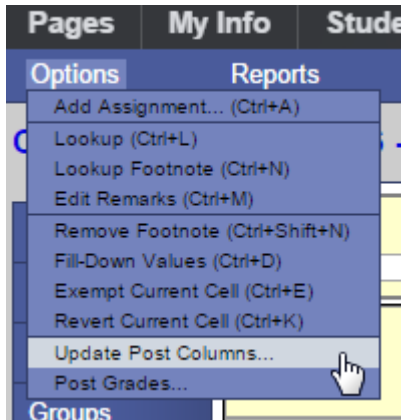 Pages My Info Stude
Options Reports
Add Assignment... (Ctrl+A)
Lookup (Ctrl+L)
Lookup Footnote (Ctrl+N)
Edit Remarks (Ctrl+M)
Remove Footnote (Ctrl+Shift+N)
Fill-Down Values (Ctrl+D)
Exempt Current Cell (Ctrl+E)
Revert Current Cell (Ctrl+K)
Update Post Columns...
Post Grades...
Groups